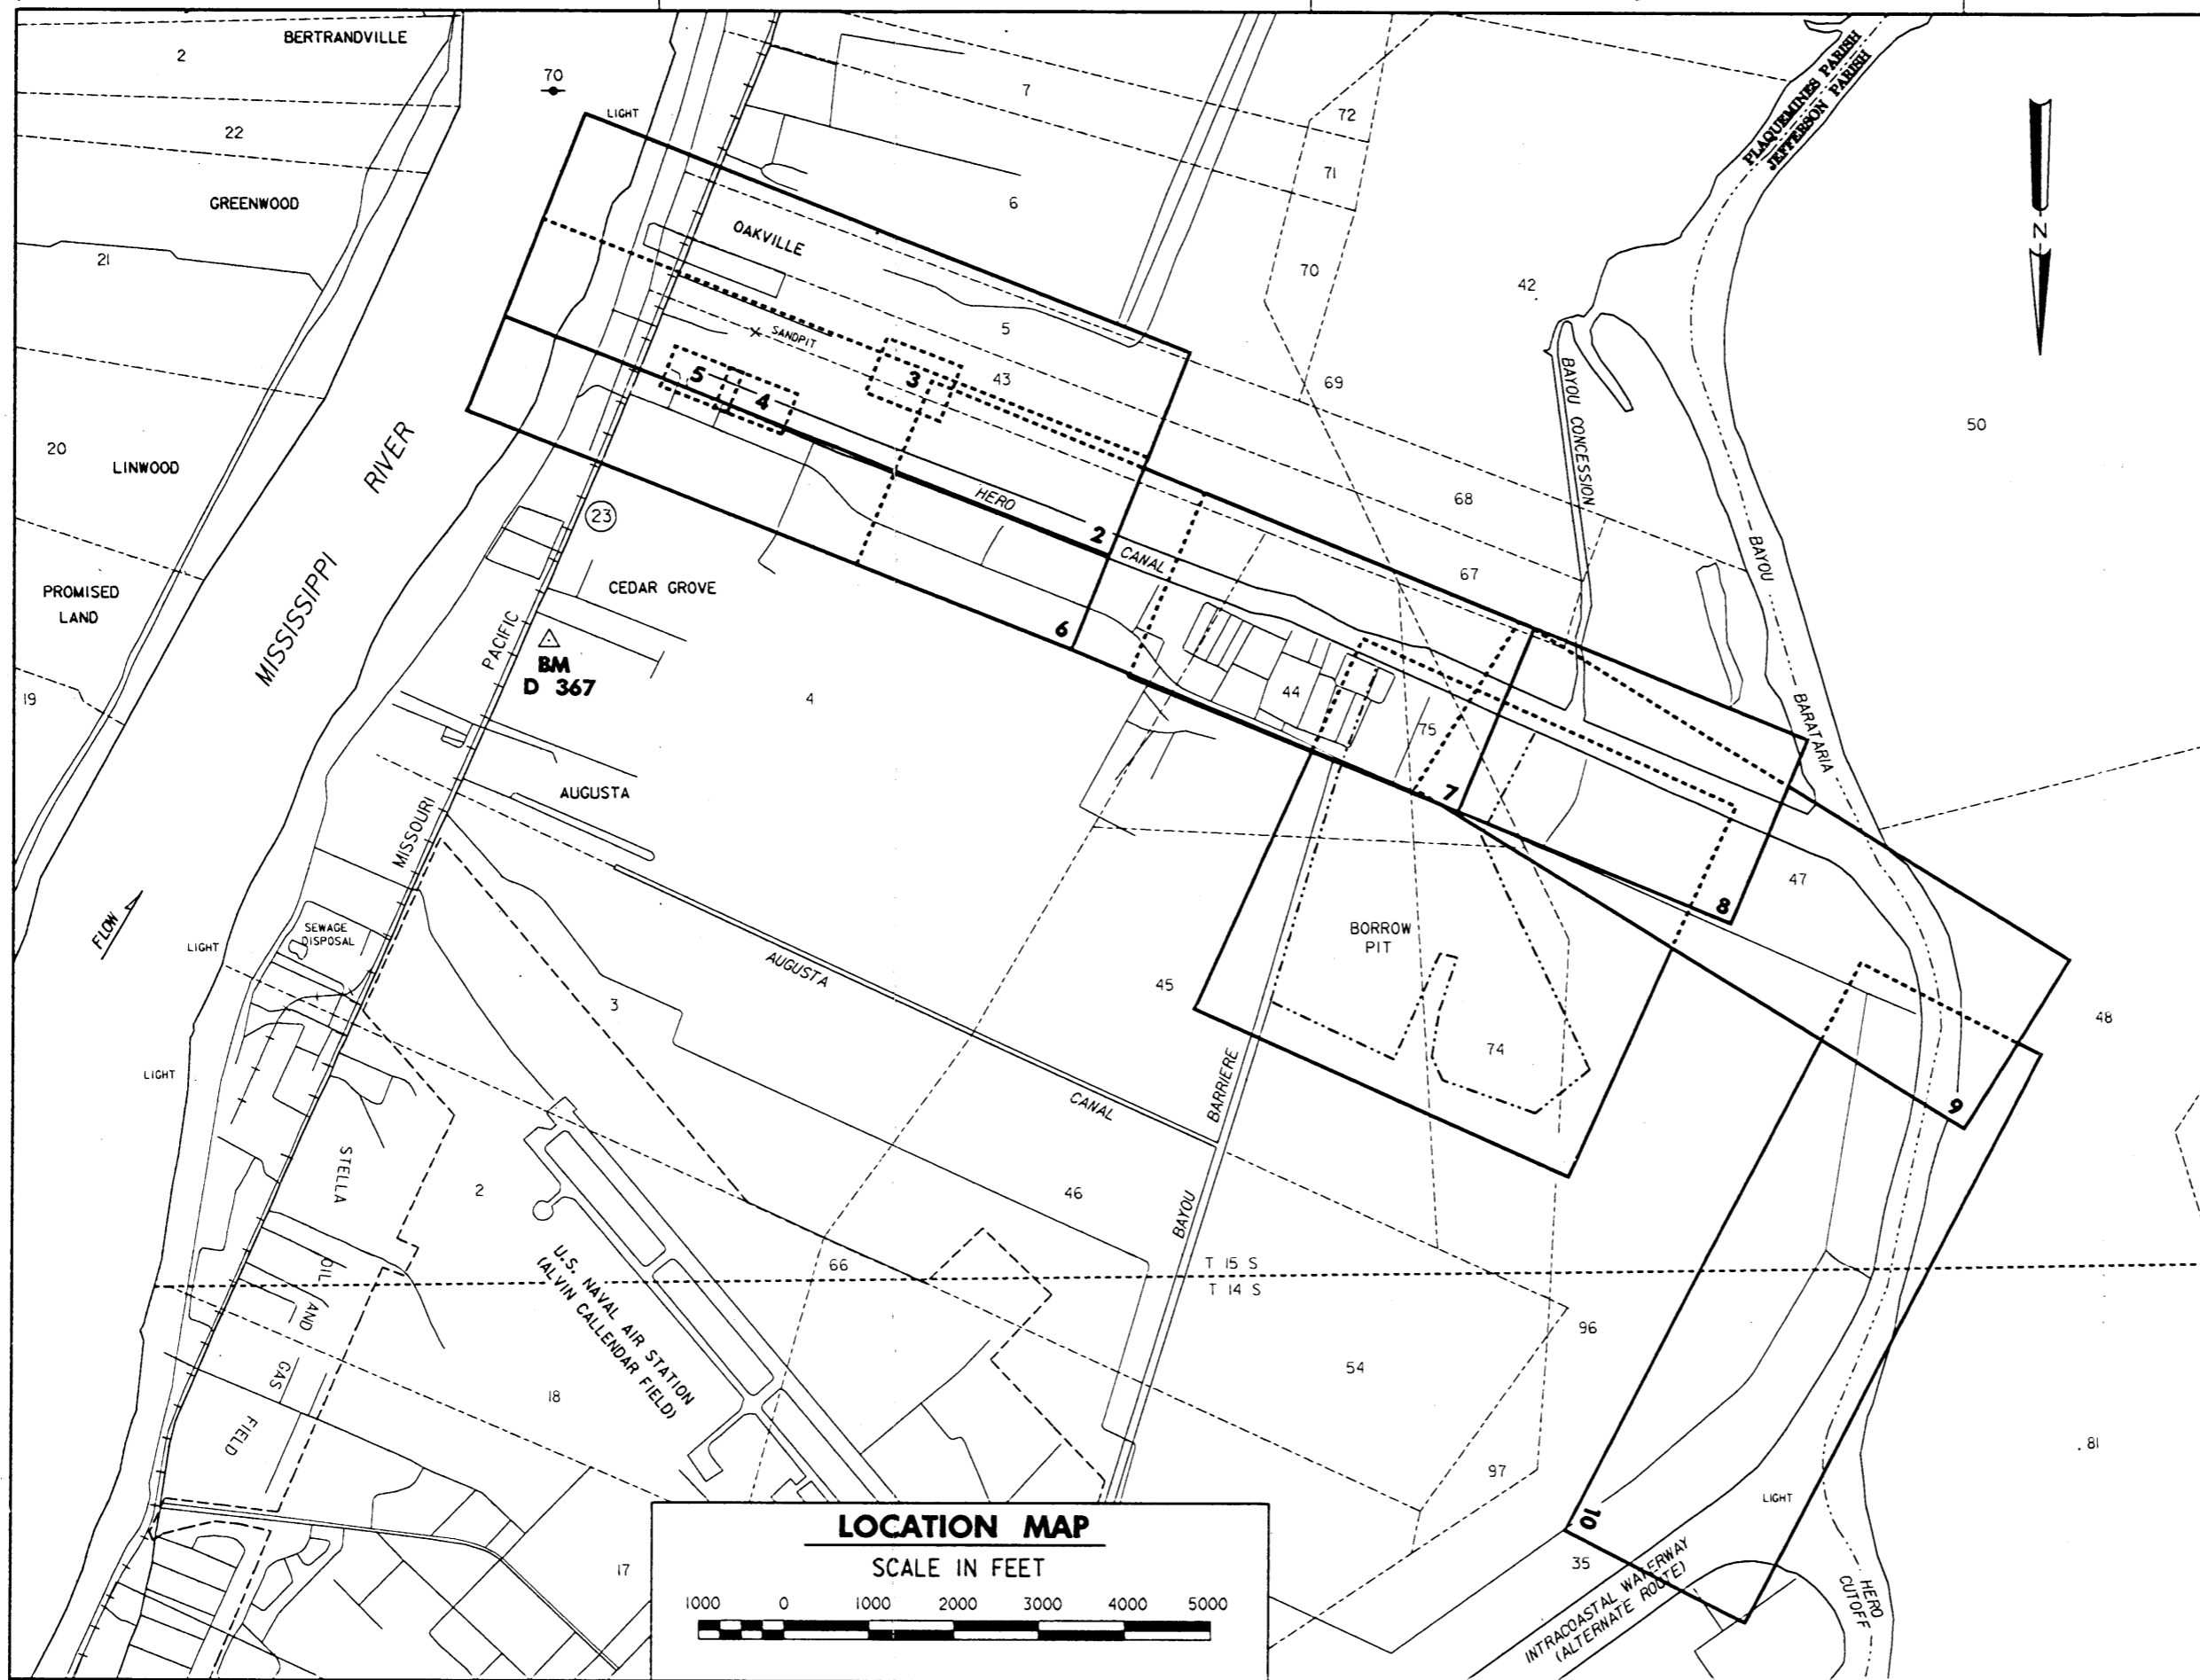 BERTRANDVILLE
2
70
LIGHT
7
72
PLAQUEMINES PARISH
JEFFERSON PARISH
22
71
GREENWOOD
6
N
OAKVILLE
21
70
42
5
SANDPIT
43
3
5
4
69
BAYOU CONCESSION
50
20
LINWOOD
RIVER
68
HERO
2
CANAL
23
BAYOU
BARATARIA
67
PROMISED
LAND
MISSISSIPPI
CEDAR GROVE
PACIFIC
6
BM
D 367
19
4
44
75
7
AUGUSTA
MISSOURI
47
8
FLOW
SEWAGE
DISPOSAL
LIGHT
BORROW
PIT
AUGUSTA
CANAL
45
3
48
74
LIGHT
BAYOU
BARRIERE
9
STELLA
OIL
AND
GAS
FIELD
2
46
U.S. NAVAL AIR STATION
(ALVIN CALLENDAR FIELD)
66
T 15 S
T 14 S
96
54
18
81
97
LIGHT
10
35
INTRACOASTAL WATERWAY
(ALTERNATE ROUTE)
HERO
CUTOFF
17
LOCATION MAP
SCALE IN FEET
1000 0 1000 2000 3000 4000 5000